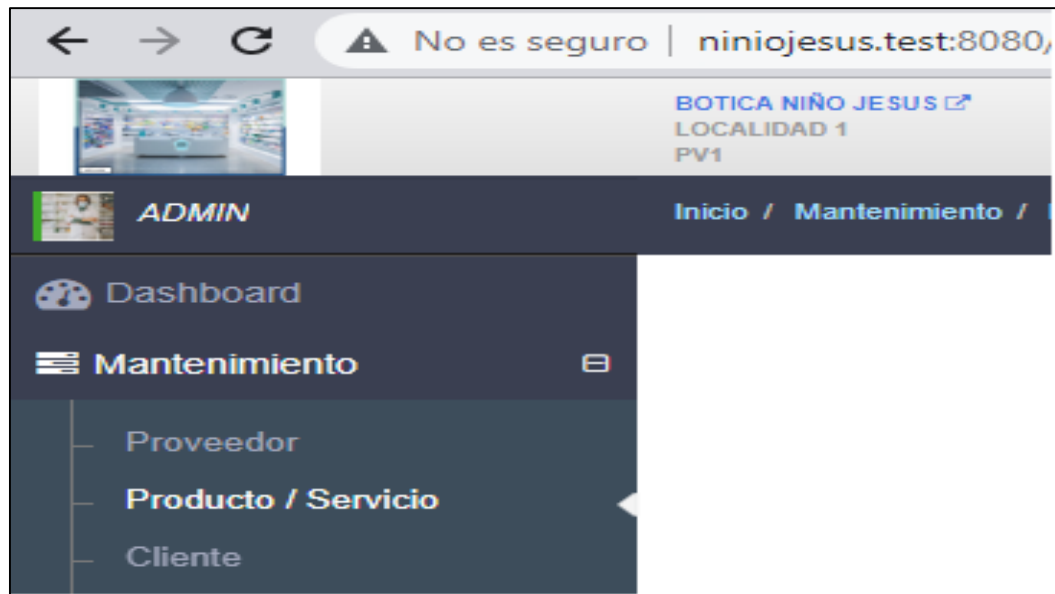 No es seguro | niniojesus.test:8080/
BOTICA NIÑO JESUS
LOCALIDAD 1
PV1
ADMIN
Inicio / Mantenimiento /
Dashboard
Mantenimiento
Proveedor
Producto / Servicio
Cliente